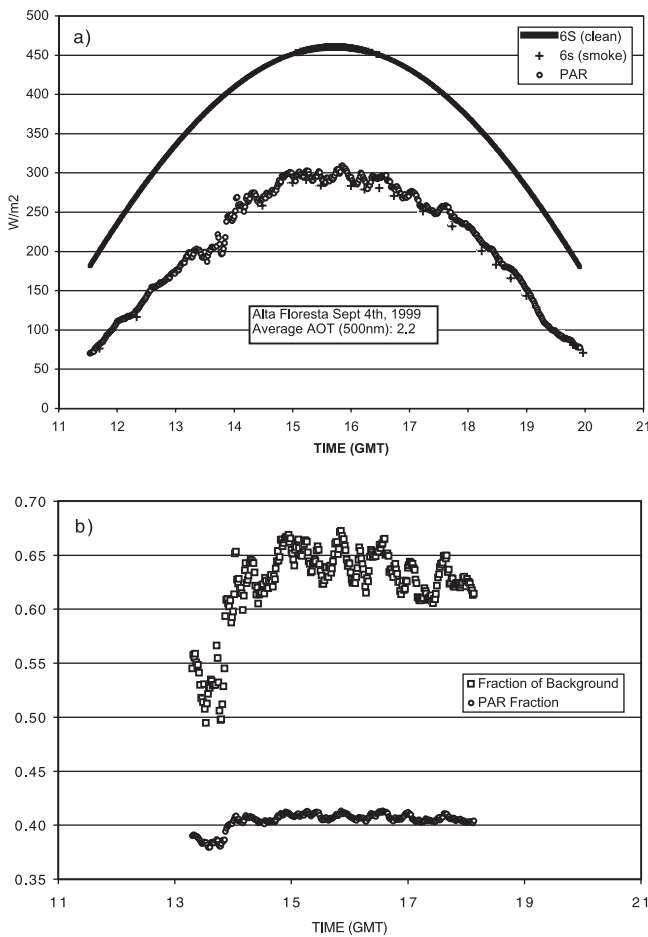 a)
500
450
400
350
300
250
200
150
100
50
0
W/m2
6S (clean)
6s (smoke)
PAR
Alta Floresta Sept 4th, 1999
Average AOT (500nm): 2.2
11 12 13 14 15 16 17 18 19 20 21
TIME (GMT)
b)
0.70
0.65
0.60
0.55
0.50
0.45
0.40
0.35
Fraction of Background
PAR Fraction
11 13 15 17 19 21
TIME (GMT)